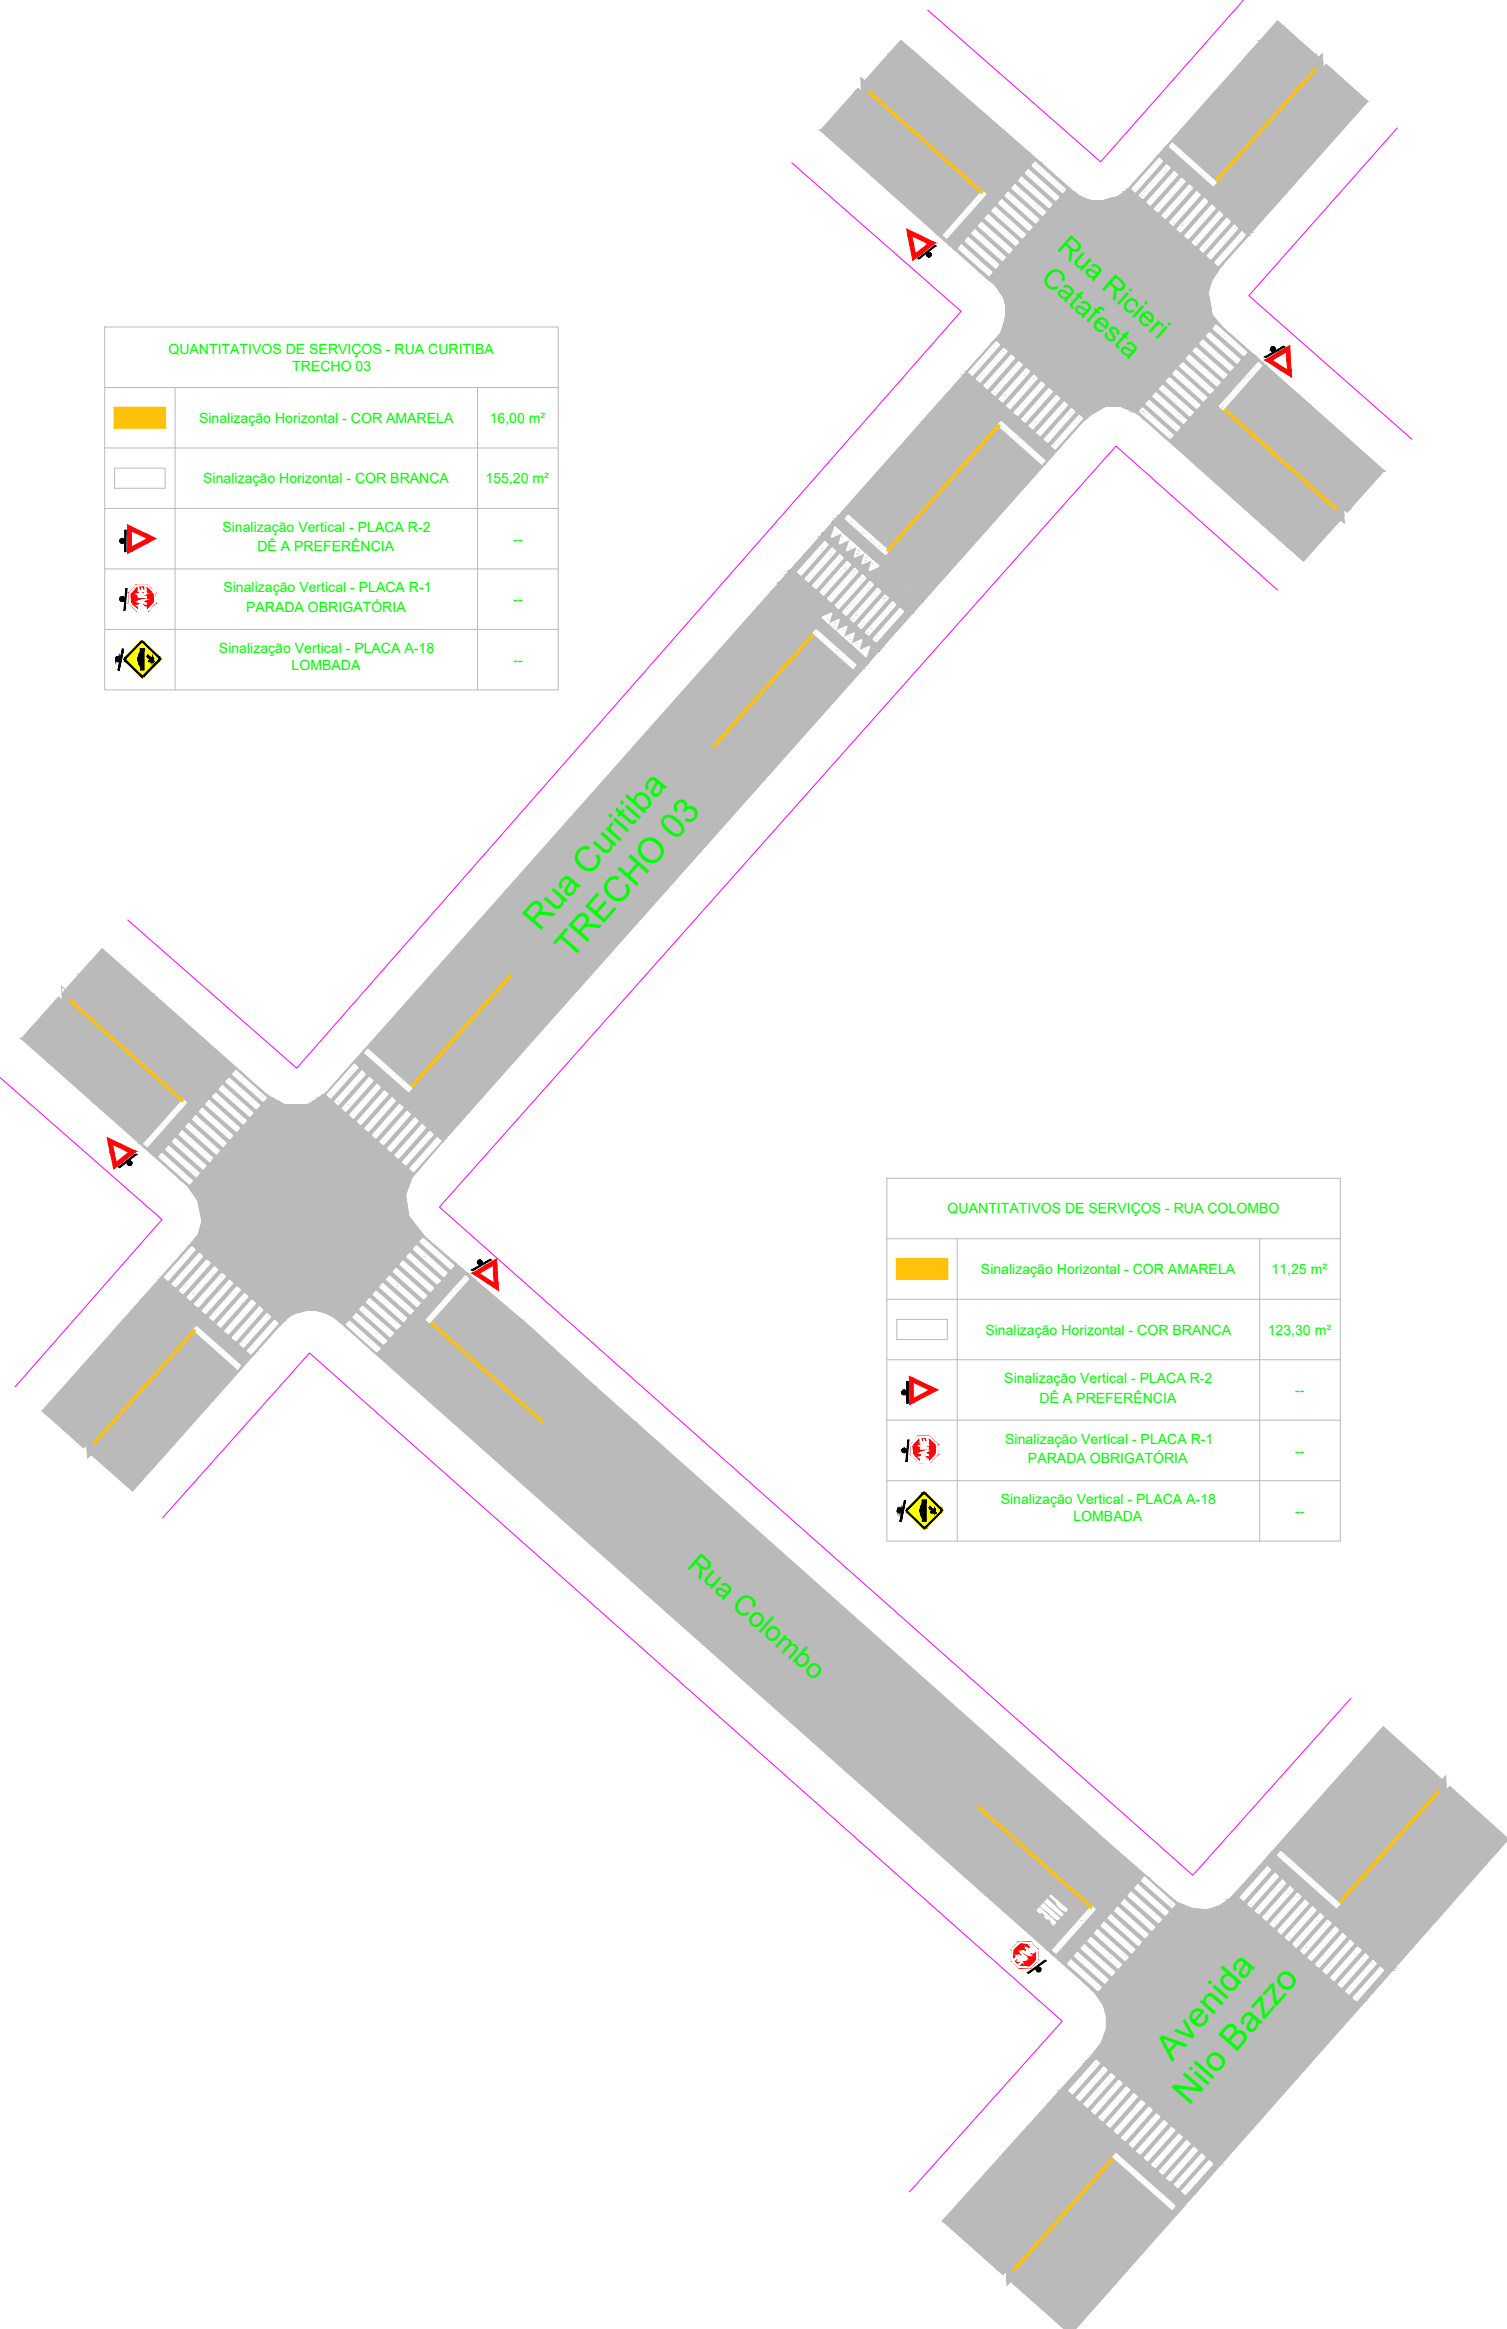 Rua Ricieri
Catafesta
QUANTITATIVOS DE SERVIÇOS - RUA CURITIBA
TRECHO 03
Sinalização Horizontal - COR AMARELA
16,00 m²
Sinalização Horizontal - COR BRANCA
155,20 m²
Sinalização Vertical - PLACA R-2
DÊ A PREFERÊNCIA
--
Sinalização Vertical - PLACA R-1
PARADA OBRIGATÓRIA
--
Sinalização Vertical - PLACA A-18
LOMBADA
--
Rua Curitiba
TRECHO 03
QUANTITATIVOS DE SERVIÇOS - RUA COLOMBO
Sinalização Horizontal - COR AMARELA
11,25 m²
Sinalização Horizontal - COR BRANCA
123,30 m²
Sinalização Vertical - PLACA R-2
DÊ A PREFERÊNCIA
--
Sinalização Vertical - PLACA R-1
PARADA OBRIGATÓRIA
--
Sinalização Vertical - PLACA A-18
LOMBADA
--
Rua Colombo
Avenida
Nilo Bazzo